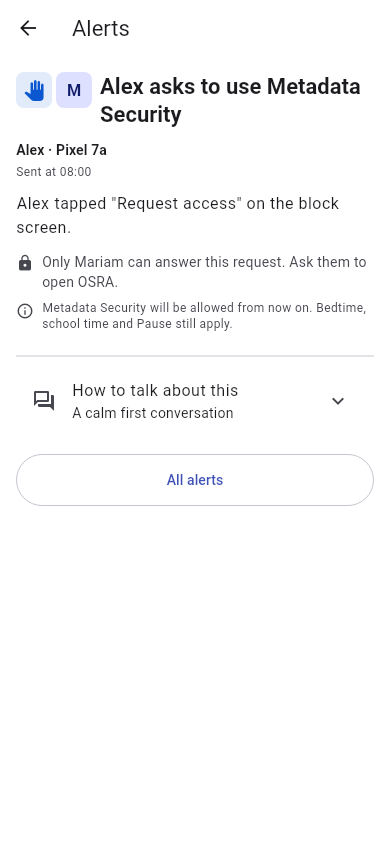 Alerts
M
Alex asks to use Metadata
Security
Alex · Pixel 7a
Sent at 08:00
Alex tapped "Request access" on the block
screen.
Only Mariam can answer this request. Ask them to
open OSRA.
Metadata Security will be allowed from now on. Bedtime,
school time and Pause still apply.
How to talk about this
A calm first conversation
All alerts